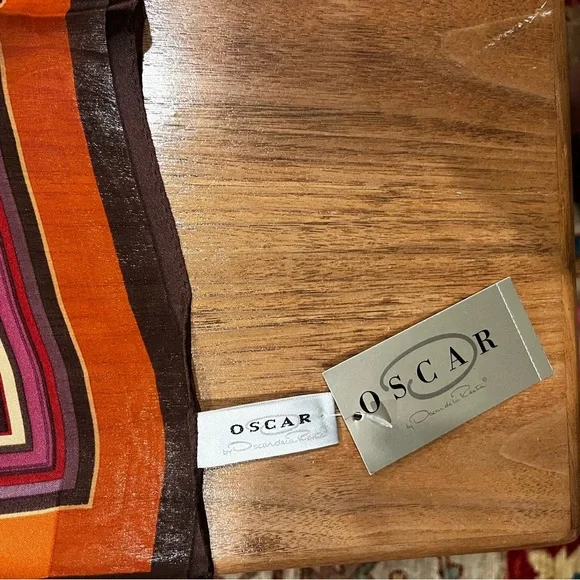 OSCAR
by Oscar de la Renta
OSCAR
by Oscar de la Renta®